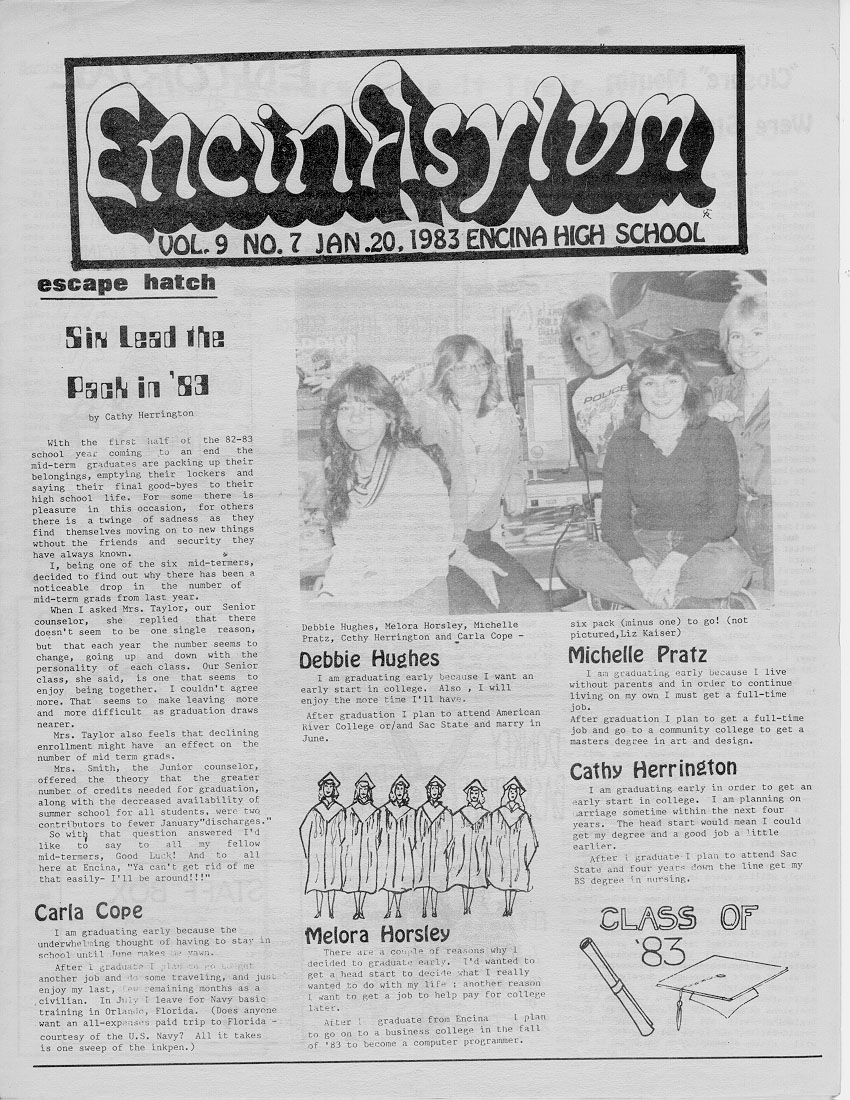 EncinAsylum
VOL. 9 NO. 7 JAN.20, 1983 ENCINA HIGH SCHOOL
escape hatch
Six Lead the
Pack in '83
by Cathy Herrington
With the first half of the 82-83
school year coming to an end the
mid-term graduates are packing up their
belongings, emptying their lockers and
saying their final good-byes to their
high school life. For some there is
pleasure in this occasion, for others
there is a twinge of sadness as they
find themselves moving on to new things
wthout the friends and security they
have always known.
I, being one of the six mid-termers,
decided to find out why there has been a
noticeable drop in the number of
mid-term grads from last year.
When I asked Mrs. Taylor, our Senior
counselor, she replied that there
doesn't seem to be one single reason,
but that each year the number seems to
change, going up and down with the
personality of each class. Our Senior
class, she said, is one that seems to
enjoy being together. I couldn't agree
more. That seems to make leaving more
and more difficult as graduation draws
nearer.
Mrs. Taylor also feels that declining
enrollment might have an effect on the
number of mid term grads.
Mrs. Smith, the Junior counselor,
offered the theory that the greater
number of credits needed for graduation,
along with the decreased availability of
summer school for all students, were two
contributors to fewer January"discharges."
So with that question answered I'd
like to say to all my fellow
mid-termers, Good Luck! And to all
here at Encina, "Ya can't get rid of me
that easily- I'll be around!!!"
Carla Cope
I am graduating early because the
underwhelming thought of having to stay in
school until June makes me yawn.
After I graduate I plan to go
another job and do some traveling, and just
enjoy my last, few remaining months as a
civilian. In July I leave for Navy basic
training in Orlando, Florida. (Does anyone
want an all-expenses paid trip to Florida -
courtesy of the U.S. Navy? All it takes
is one sweep of the inkpen.)
POLICE
Debbie Hughes, Melora Horsley, Michelle
Pratz, Cathy Herrington and Carla Cope -
six pack (minus one) to go! (not
pictured,Liz Kaiser)
Debbie Hughes
I am graduating early because I want an
early start in college. Also , I will
enjoy the more time I'll have.
After graduation I plan to attend American
River College or/and Sac State and marry in
June.
Melora Horsley
There are a couple of reasons why I
decided to graduate early. I'd wanted to
get a head start to decide what I really
wanted to do with my life ; another reason
I want to get a job to help pay for college
later.
After I graduate from Encina I plan
to go on to a business college in the fall
of '83 to become a computer programmer.
Michelle Pratz
I am graduating early because I live
without parents and in order to continue
living on my own I must get a full-time
job.
After graduation I plan to get a full-time
job and go to a community college to get a
masters degree in art and design.
Cathy Herrington
I am graduating early in order to get an
early start in college. I am planning on
marriage sometime within the next four
years. The head start would mean I could
get my degree and a good job a little
earlier.
After I graduate I plan to attend Sac
State and four years down the line get my
BS degree in nursing.
CLASS OF
'83